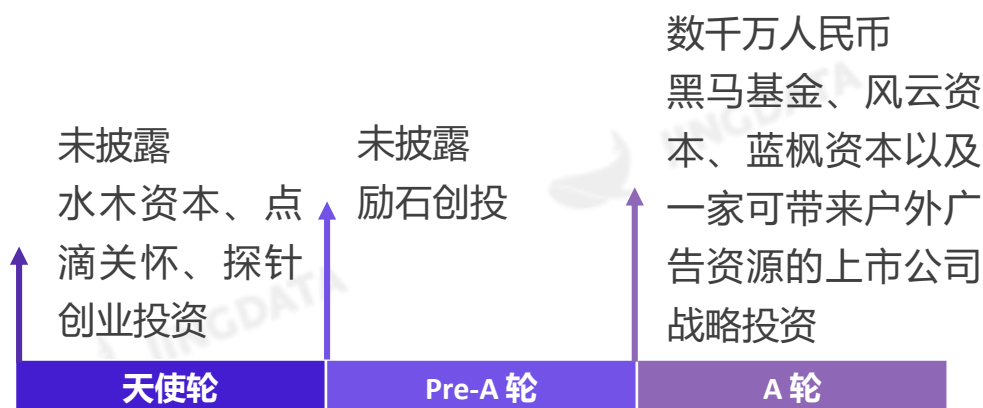 未披露
水木资本、点
滴关怀、探针
创业投资
未披露
励石创投
数千万人民币
黑马基金、风云资
本、蓝枫资本以及
一家可带来户外广
告资源的上市公司
战略投资
天使轮
Pre-A 轮
A 轮
JINGDATA
JINGDATA